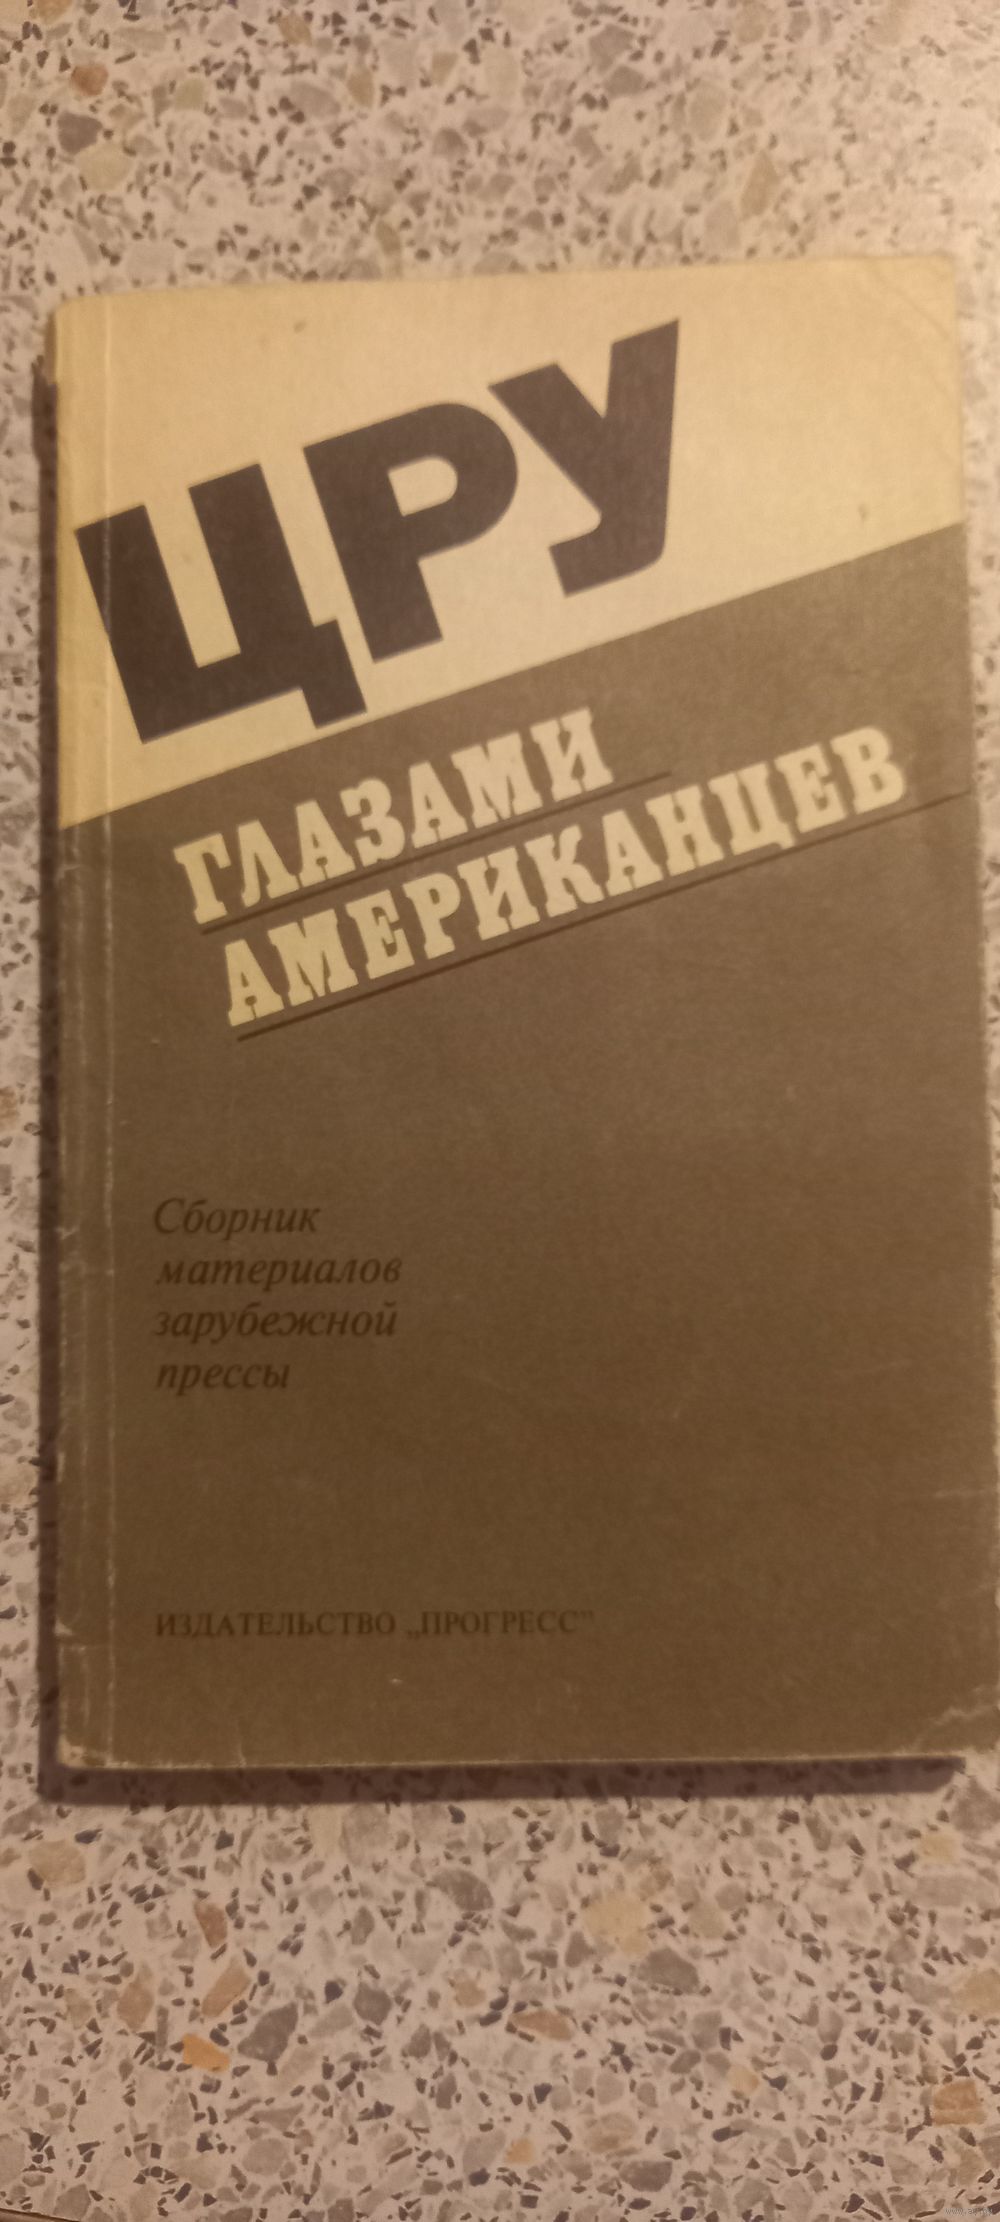 ЦРУ
ГЛАЗАМИ
АМЕРИКАНЦЕВ
Сборник
материалов
зарубежной
прессы
ИЗДАТЕЛЬСТВО „ПРОГРЕСС"